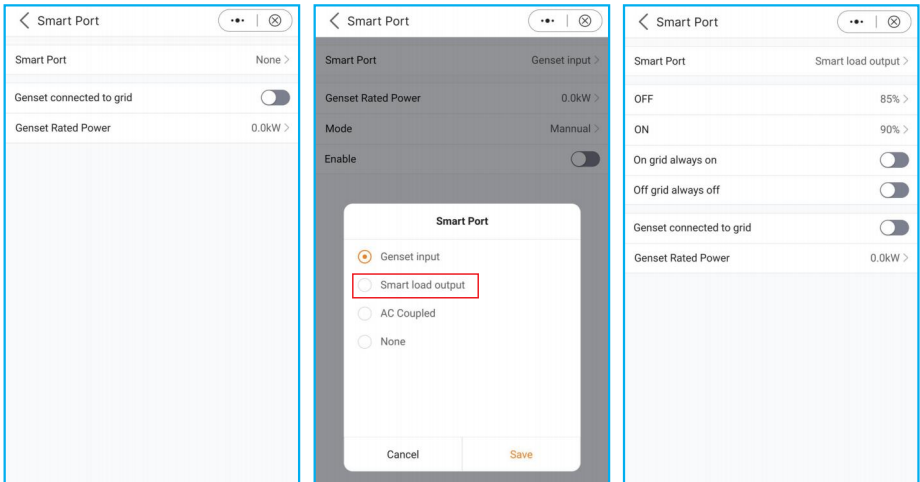 Smart Port
Smart Port None
Genset connected to grid
Genset Rated Power 0.0kW
Smart Port
Smart Port Genset input
Genset Rated Power 0.0kW
Mode Mannual
Enable
Smart Port
Genset input
Smart load output
AC Coupled
None
Cancel Save
Smart Port
Smart Port Smart load output
OFF 85%
ON 90%
On grid always on
Off grid always off
Genset connected to grid
Genset Rated Power 0.0kW